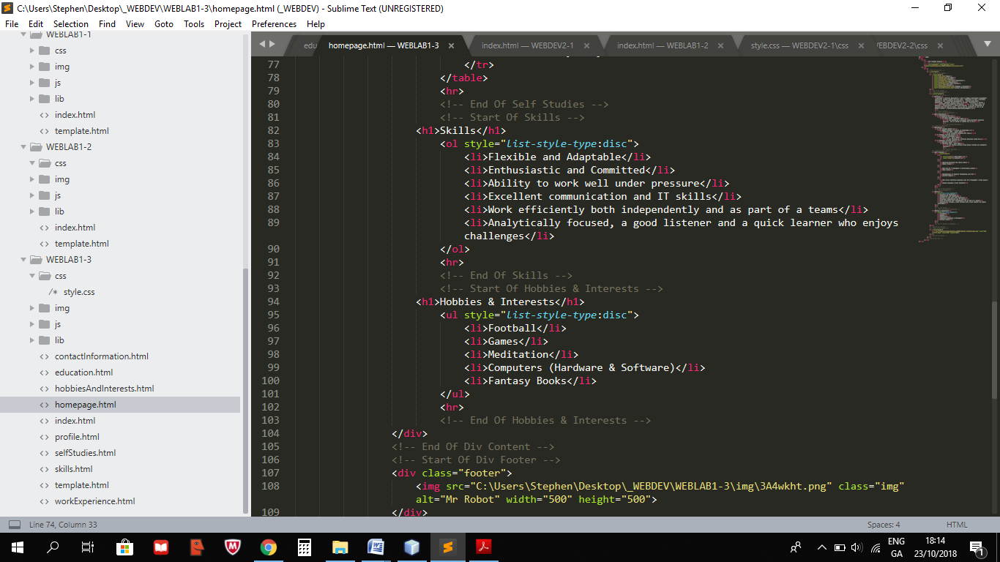 C:\Users\Stephen\Desktop\_WEBDEV\WEBLAB1-3\homepage.html (_WEBDEV) - Sublime Text (UNREGISTERED)
File Edit Selection Find View Goto Tools Project Preferences Help
WEBLAB1-1
css
img
js
lib
index.html
template.html
WEBLAB1-2
css
img
js
lib
index.html
template.html
WEBLAB1-3
css
/* style.css
img
js
lib
contactInformation.html
education.html
hobbiesAndInterests.html
homepage.html
index.html
profile.html
selfStudies.html
skills.html
template.html
workExperience.html
edu homepage.html — WEBLAB1-3 index.html — WEBDEV2-1 index.html — WEBLAB1-2 style.css — WEBDEV2-1\css /EBDEV2-2\css
77 </tr>
78 </table>
79 <hr>
80 <!-- End Of Self Studies -->
81 <!-- Start Of Skills -->
82 <h1>Skills</h1>
83 <ol style="list-style-type:disc">
84 <li>Flexible and Adaptable</li>
85 <li>Enthusiastic and Committed</li>
86 <li>Ability to work well under pressure</li>
87 <li>Excellent communication and IT skills</li>
88 <li>Work efficiently both independently and as part of a teams</li>
89 <li>Analytically focused, a good listener and a quick learner who enjoys
challenges</li>
90 </ol>
91 <hr>
92 <!-- End Of Skills -->
93 <!-- Start Of Hobbies & Interests -->
94 <h1>Hobbies & Interests</h1>
95 <ul style="list-style-type:disc">
96 <li>Football</li>
97 <li>Games</li>
98 <li>Meditation</li>
99 <li>Computers (Hardware & Software)</li>
100 <li>Fantasy Books</li>
101 </ul>
102 <hr>
103 <!-- End Of Hobbies & Interests -->
104 </div>
105 <!-- End Of Div Content -->
106 <!-- Start Of Div Footer -->
107 <div class="footer">
108 <img src="C:\Users\Stephen\Desktop\_WEBDEV\WEBLAB1-3\img\3A4wkht.png" class="img"
alt="Mr Robot" width="500" height="500">
109 </div>
Line 74, Column 33 Spaces: 4 HTML
ENG
GA
18:14
23/10/2018
1